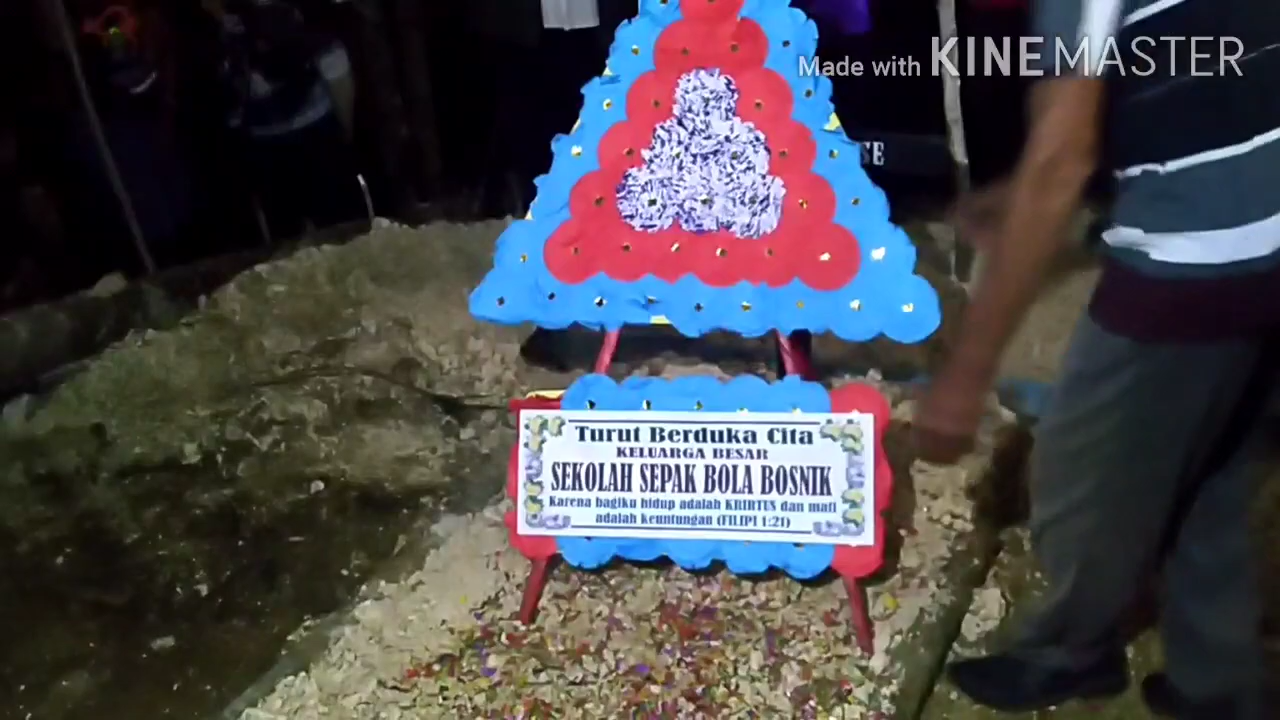 Made with KINEMASTER
SE
Turut Berduka Cita
KELUARGA BESAR
SEKOLAH SEPAK BOLA BOSNIK
Karena bagiku hidup adalah KRIRTUS dan mati
adalah keuntungan (FILIPI 1:21)